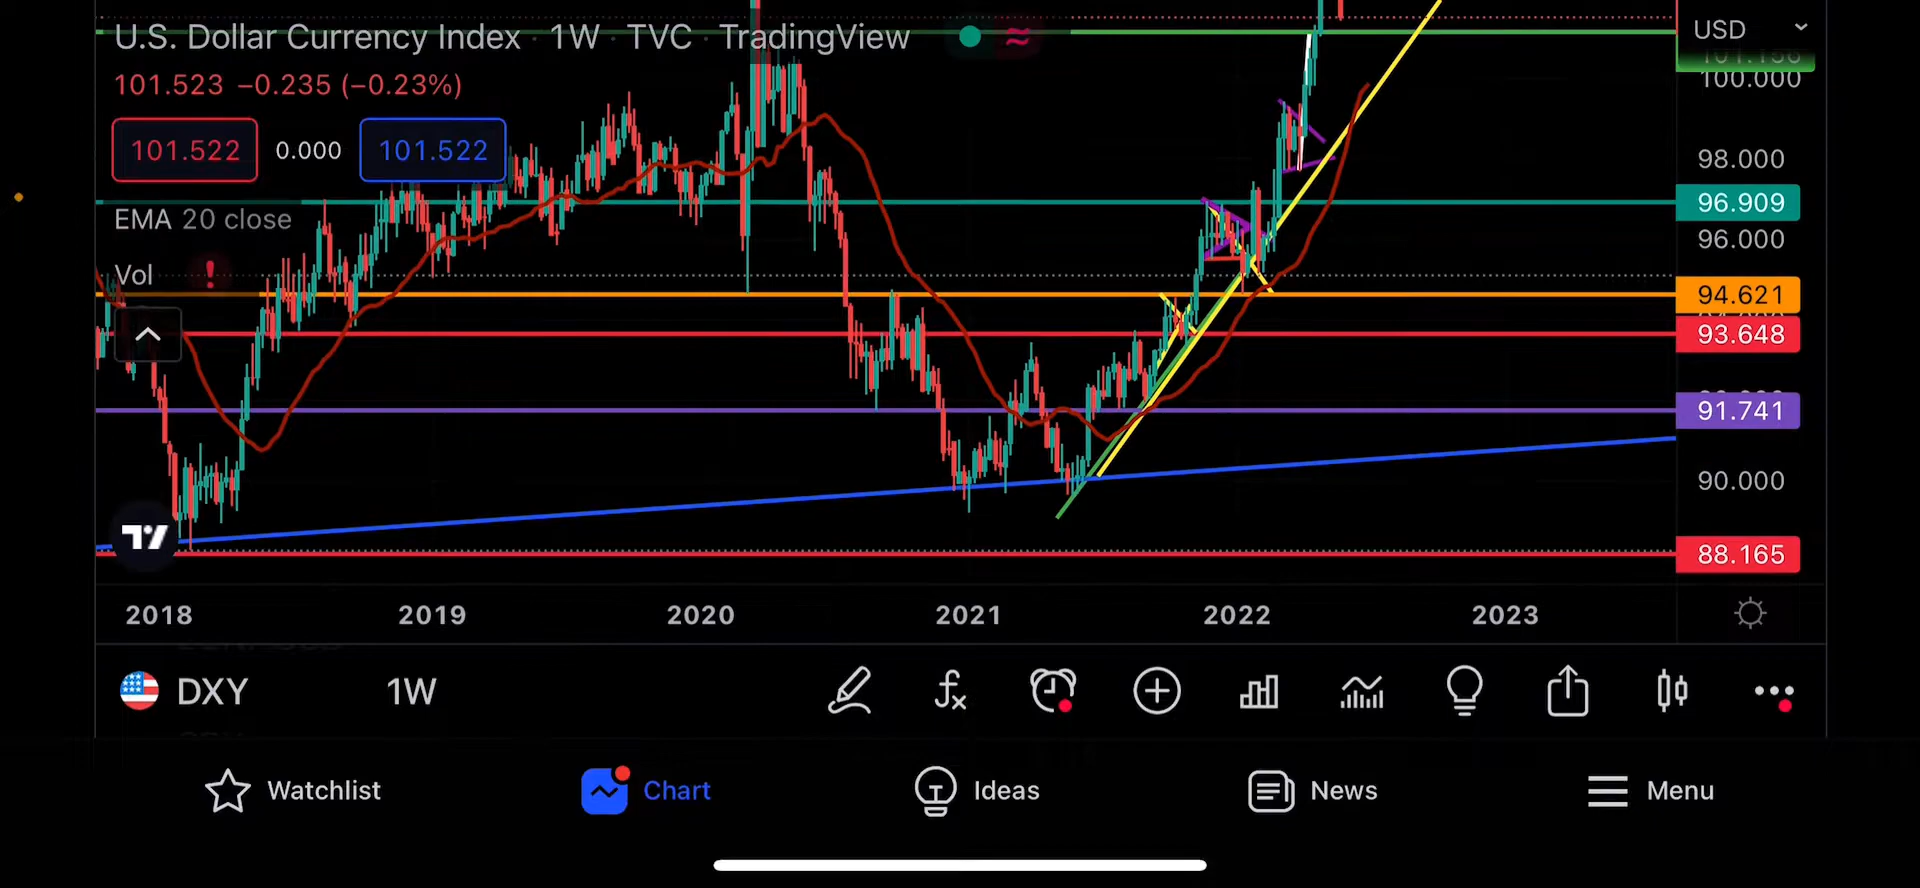 U.S. Dollar Currency Index · 1W · TVC · TradingView
USD
101.156
100.000
101.523 −0.235 (−0.23%)
101.522 0.000 101.522
98.000
96.909
EMA 20 close
96.000
Vol !
94.621
93.648
91.741
90.000
88.165
2018 2019 2020 2021 2022 2023
DXY 1W
Watchlist Chart Ideas News Menu